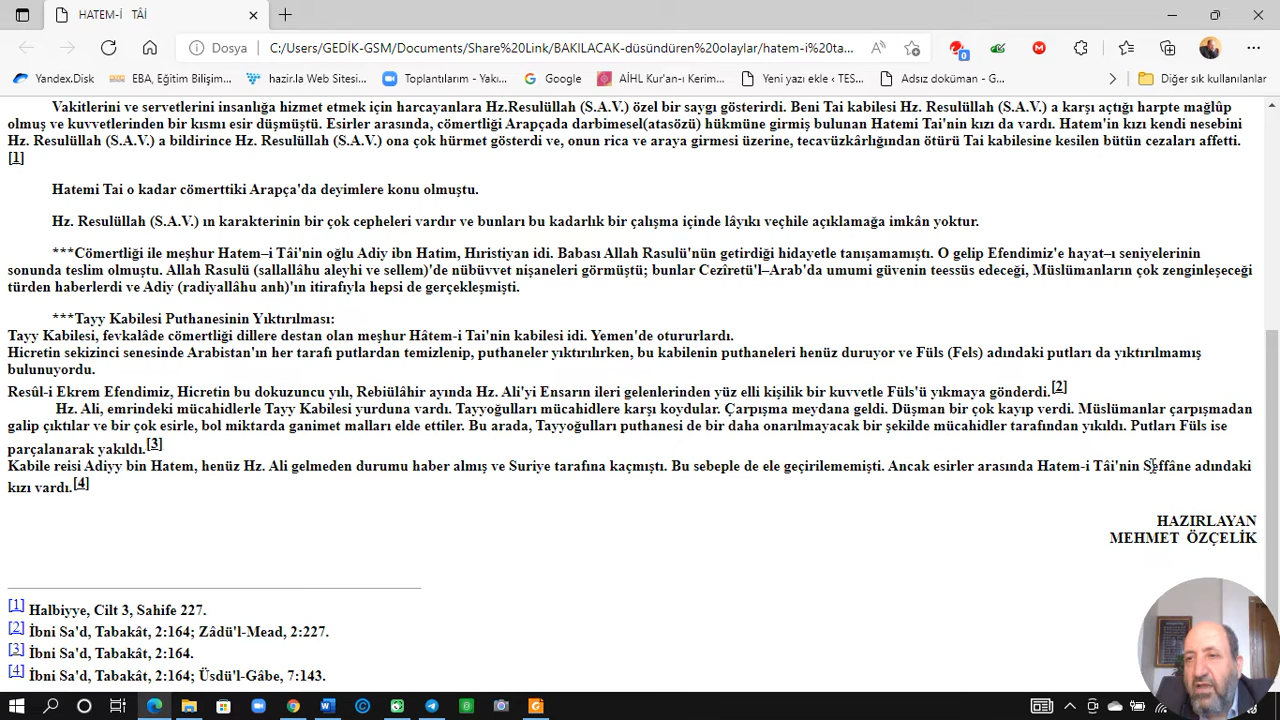 HATEM-İ TÂİ
Dosya C:/Users/GEDİK-GSM/Documents/Share%20Link/BAKILACAK-düsündüren%20olaylar/hatem-i%20ta...
Yandex.Disk EBA, Eğitim Bilişim... hazir.la Web Sitesi... Toplantılarım - Yakı... Google AİHL Kur'an-ı Kerim... Yeni yazı ekle ‹ TES... Adsız doküman - G... Diğer sık kullanılanlar
Vakitlerini ve servetlerini insanlığa hizmet etmek için harcayanlara Hz.Resulüllah (S.A.V.) özel bir saygı gösterirdi. Beni Tai kabilesi Hz. Resulüllah (S.A.V.) a karşı açtığı harpte mağlûp
olmuş ve kuvvetlerinden bir kısmı esir düşmüştü. Esirler arasında, cömertliği Arapçada darbimesel(atasözü) hükmüne girmiş bulunan Hatemi Tai'nin kızı da vardı. Hatem'in kızı kendi nesebini
Hz. Resulüllah (S.A.V.) a bildirince Hz. Resulüllah (S.A.V.) ona çok hürmet gösterdi ve, onun rica ve araya girmesi üzerine, tecavüzkârlığından ötürü Tai kabilesine kesilen bütün cezaları affetti.
[1]
Hatemi Tai o kadar cömerttiki Arapça'da deyimlere konu olmuştu.
Hz. Resulüllah (S.A.V.) ın karakterinin bir çok cepheleri vardır ve bunları bu kadarlık bir çalışma içinde lâyıkı veçhile açıklamağa imkân yoktur.
***Cömertliği ile meşhur Hatem–i Tâi'nin oğlu Adiy ibn Hatim, Hıristiyan idi. Babası Allah Rasulü'nün getirdiği hidayetle tanışamamıştı. O gelip Efendimiz'e hayat–ı seniyelerinin
sonunda teslim olmuştu. Allah Rasulü (sallallâhu aleyhi ve sellem)'de nübüvvet nişaneleri görmüştü; bunlar Cezîretü'l–Arab'da umumi güvenin teessüs edeceği, Müslümanların çok zenginleşeceği
türden haberlerdi ve Adiy (radiyallâhu anh)'ın itirafıyla hepsi de gerçekleşmişti.
***Tayy Kabilesi Puthanesinin Yıktırılması:
Tayy Kabilesi, fevkalâde cömertliği dillere destan olan meşhur Hâtem-i Tai'nin kabilesi idi. Yemen'de otururlardı.
Hicretin sekizinci senesinde Arabistan'ın her tarafı putlardan temizlenip, puthaneler yıktırılırken, bu kabilenin puthaneleri henüz duruyor ve Füls (Fels) adındaki putları da yıktırılmamış
bulunuyordu.
Resûl-i Ekrem Efendimiz, Hicretin bu dokuzuncu yılı, Rebiülâhir ayında Hz. Ali'yi Ensarın ileri gelenlerinden yüz elli kişilik bir kuvvetle Füls'ü yıkmaya gönderdi.[2]
Hz. Ali, emrindeki mücahidlerle Tayy Kabilesi yurduna vardı. Tayyoğulları mücahidlere karşı koydular. Çarpışma meydana geldi. Düşman bir çok kayıp verdi. Müslümanlar çarpışmadan
galip çıktılar ve bir çok esirle, bol miktarda ganimet malları elde ettiler. Bu arada, Tayyoğulları puthanesi de bir daha onarılmayacak bir şekilde mücahidler tarafından yıkıldı. Putları Füls ise
parçalanarak yakıldı.[3]
Kabile reisi Adiyy bin Hatem, henüz Hz. Ali gelmeden durumu haber almış ve Suriye tarafına kaçmıştı. Bu sebeple de ele geçirilememişti. Ancak esirler arasında Hatem-i Tâi'nin Seffâne adındaki
kızı vardı.[4]
HAZIRLAYAN
MEHMET ÖZÇELİK
[1] Halbiyye, Cilt 3, Sahife 227.
[2] İbni Sa'd, Tabakât, 2:164; Zâdü'l-Mead, 2:227.
[3] İbni Sa'd, Tabakât, 2:164.
[4] İbni Sa'd, Tabakât, 2:164; Üsdü'l-Gâbe, 7:143.